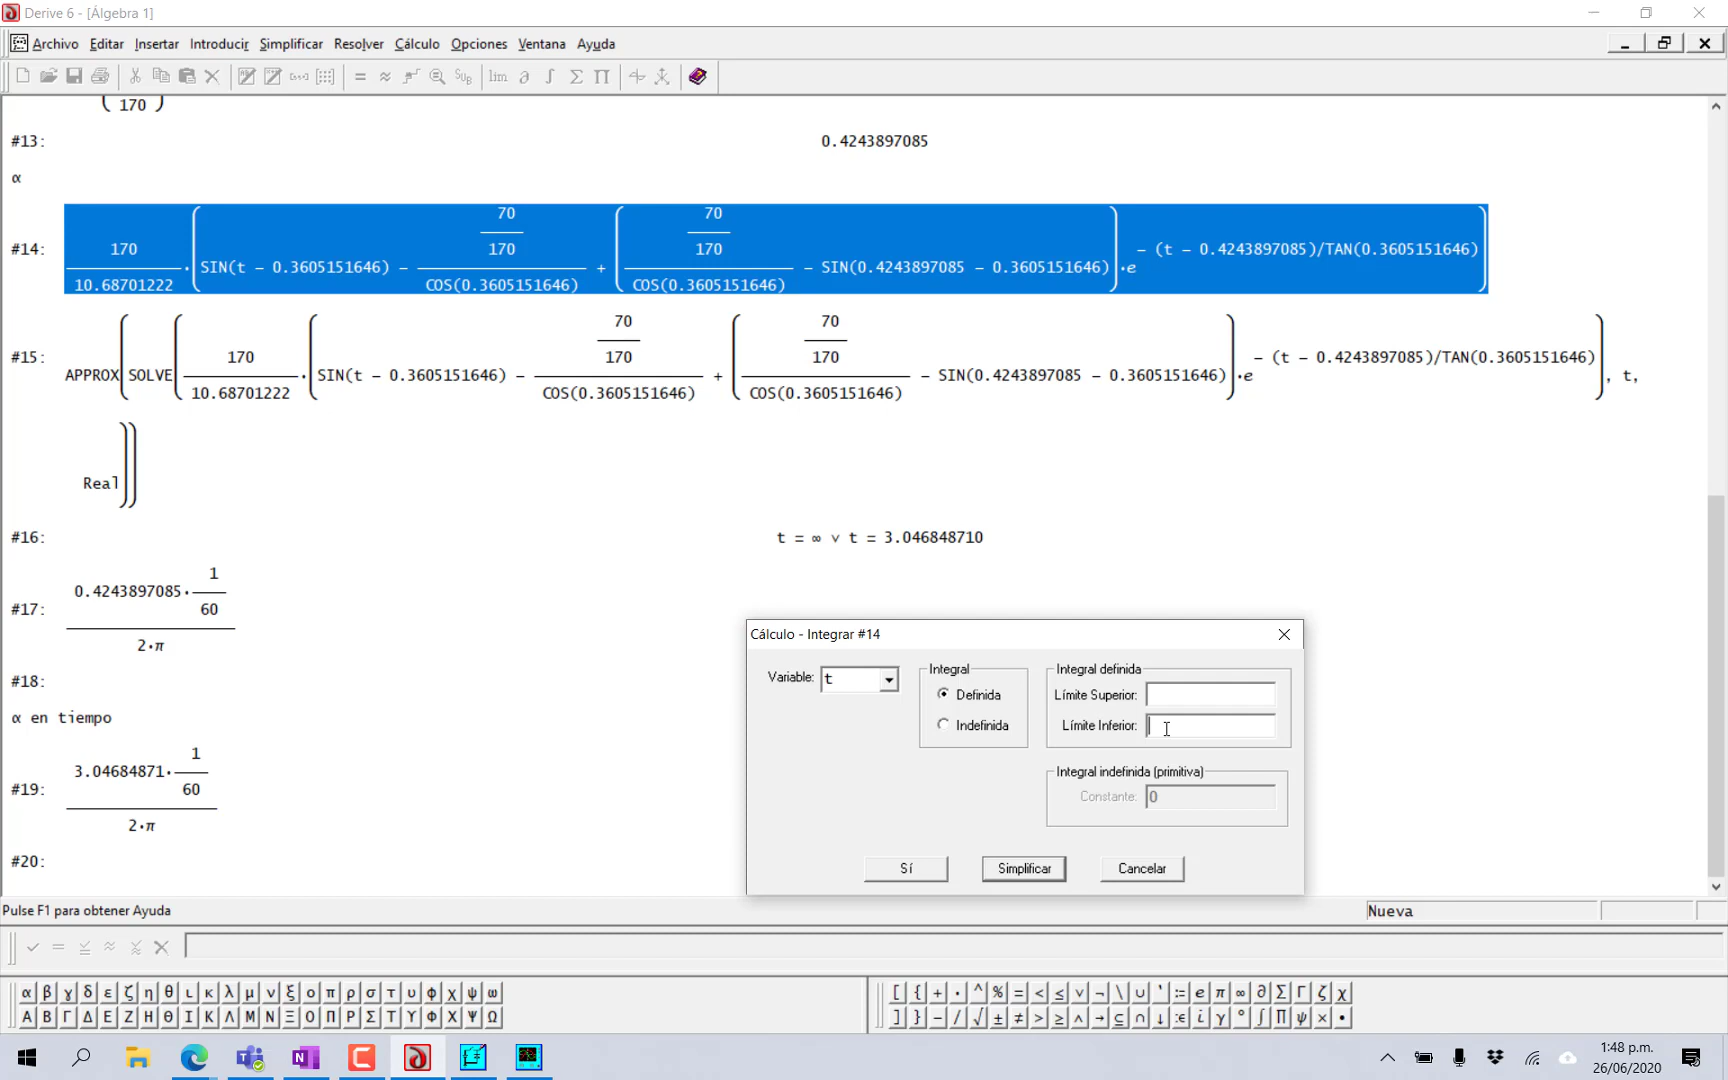 Derive 6 - [Álgebra 1]
Archivo Editar Insertar Introducir Simplificar Resolver Cálculo Opciones Ventana Ayuda
= ≈ SUB lim ∂ ∫ Σ Π
( 170 )
#13: 0.4243897085
α
70 70
170 170 170 - (t - 0.4243897085)/TAN(0.3605151646)
#14: ———·(SIN(t - 0.3605151646) - ——— + (——— - SIN(0.4243897085 - 0.3605151646))·e )
10.68701222 COS(0.3605151646) COS(0.3605151646)
70 70
170 170 170 - (t - 0.4243897085)/TAN(0.3605151646)
#15: APPROX(SOLVE(———·(SIN(t - 0.3605151646) - ——— + (——— - SIN(0.4243897085 - 0.3605151646))·e ), t,
10.68701222 COS(0.3605151646) COS(0.3605151646)
Real))
#16: t = ∞ ∨ t = 3.046848710
1
0.4243897085·———
#17: 60
2·π
#18:
α en tiempo
1
3.04684871·———
#19: 60
2·π
#20:
Cálculo - Integrar #14
Variable: t
Integral
Definida
Indefinida
Integral definida
Límite Superior:
Límite Inferior:
Integral indefinida (primitiva)
Constante: 0
Sí Simplificar Cancelar
Pulse F1 para obtener Ayuda Nueva
α β γ δ ε ζ η θ ι κ λ μ ν ξ ο π ρ σ τ υ φ χ ψ ω
Α Β Γ Δ Ε Ζ Η Θ Ι Κ Λ Μ Ν Ξ Ο Π Ρ Σ Τ Υ Φ Χ Ψ Ω
[ { + · ^ % = < ≤ ∨ ¬ \ ∪ ' := e π ∞ ∂ Σ Γ ζ χ
] } - / √ ± ≠ > ≥ ∧ → ⊆ ∩ ↓ :∈ i γ ° ∫ Π ψ × •
1:48 p.m.
26/06/2020